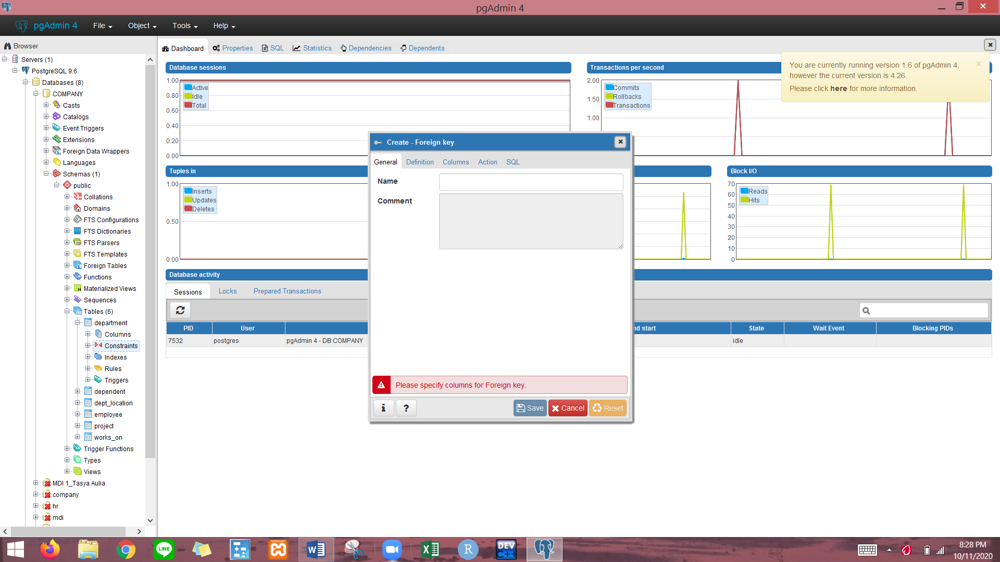 pgAdmin 4
pgAdmin 4 File Object Tools Help
Browser
Servers (1)
PostgreSQL 9.6
Databases (8)
COMPANY
Casts
Catalogs
Event Triggers
Extensions
Foreign Data Wrappers
Languages
Schemas (1)
public
Collations
Domains
FTS Configurations
FTS Dictionaries
FTS Parsers
FTS Templates
Foreign Tables
Functions
Materialized Views
Sequences
Tables (6)
department
Columns
Constraints
Indexes
Rules
Triggers
dependent
dept_location
employee
project
works_on
Trigger Functions
Types
Views
MDI 1_Tasya Aulia
company
hr
mdi
Dashboard Properties SQL Statistics Dependencies Dependents
Database sessions
1.00
0.80
0.60
0.40
0.20
0.00
Active
Idle
Total
Transactions per second
2.00
1.50
1.00
Commits
Rollbacks
Transactions
You are currently running version 1.6 of pgAdmin 4,
however the current version is 4.26.
Please click here for more information.
Tuples in
1.00
0.50
0.00
Inserts
Updates
Deletes
Block I/O
70
60
50
40
30
20
10
0
Reads
Hits
Database activity
Sessions Locks Prepared Transactions
PID User nd start State Wait Event Blocking PIDs
7532 postgres pgAdmin 4 - DB:COMPANY idle
Create - Foreign key
General Definition Columns Action SQL
Name
Comment
Please specify columns for Foreign key.
i ? Save Cancel Reset
LINE
W
X
R
DEV
C++
8:28 PM
10/11/2020